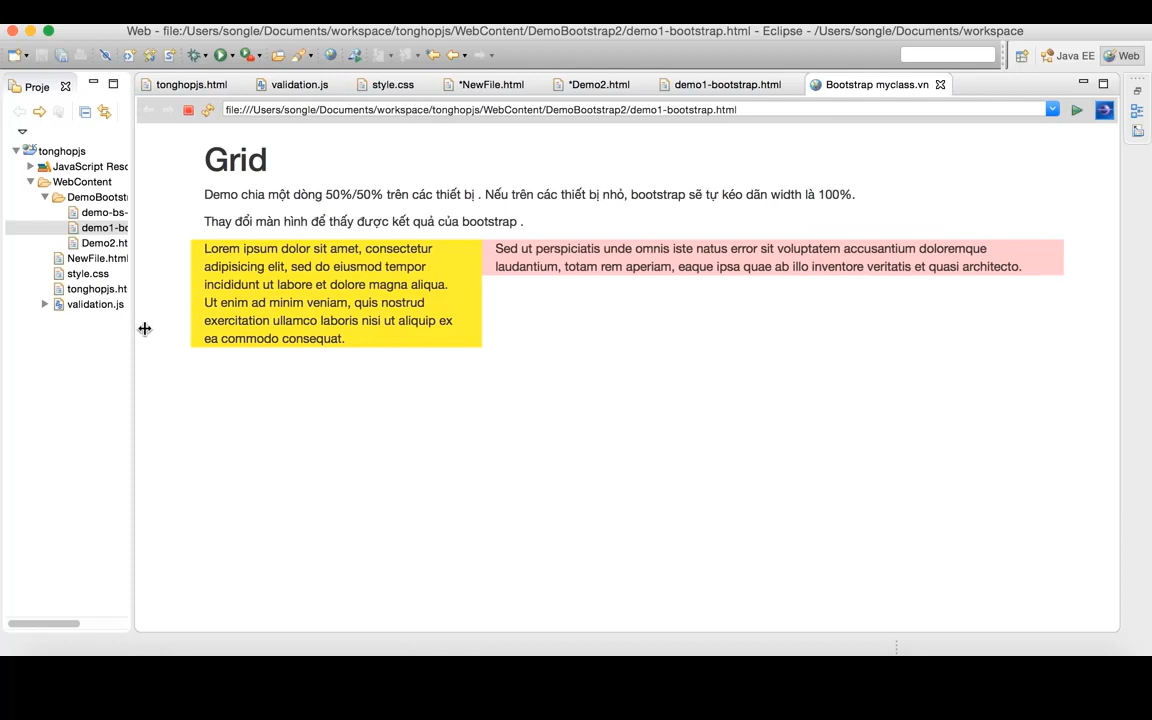 Web - file:/Users/songle/Documents/workspace/tonghopjs/WebContent/DemoBootstrap2/demo1-bootstrap.html - Eclipse - /Users/songle/Documents/workspace
Java EE
Web
Proje
tonghopjs.html
validation.js
style.css
*NewFile.html
*Demo2.html
demo1-bootstrap.html
Bootstrap myclass.vn
file:///Users/songle/Documents/workspace/tonghopjs/WebContent/DemoBootstrap2/demo1-bootstrap.html
tonghopjs
JavaScript Resc
WebContent
DemoBootst
demo-bs-
demo1-bo
Demo2.ht
NewFile.html
style.css
tonghopjs.ht
validation.js
Grid
Demo chia một dòng 50%/50% trên các thiết bị . Nếu trên các thiết bị nhỏ, bootstrap sẽ tự kéo dãn width là 100%.
Thay đổi màn hình để thấy được kết quả của bootstrap .
Lorem ipsum dolor sit amet, consectetur
adipisicing elit, sed do eiusmod tempor
incididunt ut labore et dolore magna aliqua.
Ut enim ad minim veniam, quis nostrud
exercitation ullamco laboris nisi ut aliquip ex
ea commodo consequat.
Sed ut perspiciatis unde omnis iste natus error sit voluptatem accusantium doloremque
laudantium, totam rem aperiam, eaque ipsa quae ab illo inventore veritatis et quasi architecto.